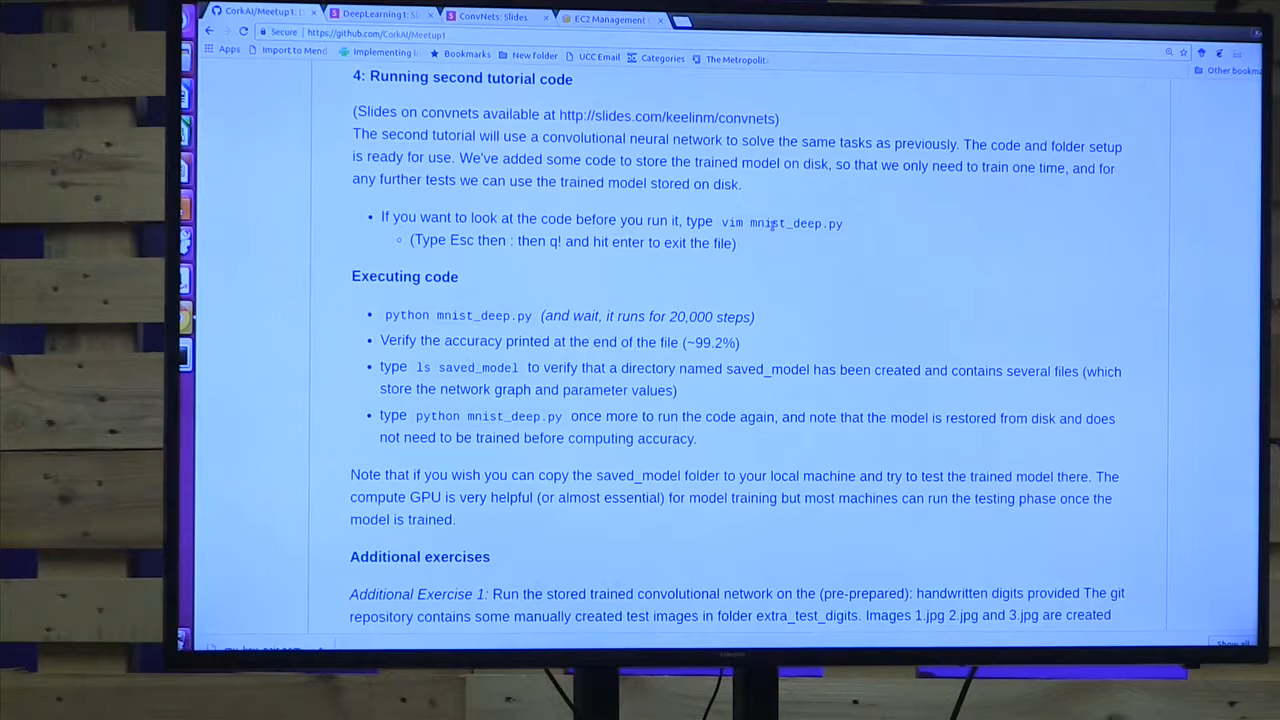 CorkAI/Meetup1: D
DeepLearning1: Sl
ConvNets: Slides
EC2 Management
Secure
https://github.com/CorkAI/Meetup1
Apps
Import to Mend
Implementing
Bookmarks
New folder
UCC Email
Categories
The Metropolit
Other bookma
4: Running second tutorial code
(Slides on convnets available at http://slides.com/keelinm/convnets)
The second tutorial will use a convolutional neural network to solve the same tasks as previously. The code and folder setup
is ready for use. We've added some code to store the trained model on disk, so that we only need to train one time, and for
any further tests we can use the trained model stored on disk.
• If you want to look at the code before you run it, type vim mnist_deep.py
◦ (Type Esc then : then q! and hit enter to exit the file)
Executing code
• python mnist_deep.py (and wait, it runs for 20,000 steps)
• Verify the accuracy printed at the end of the file (~99.2%)
• type ls saved_model to verify that a directory named saved_model has been created and contains several files (which
store the network graph and parameter values)
• type python mnist_deep.py once more to run the code again, and note that the model is restored from disk and does
not need to be trained before computing accuracy.
Note that if you wish you can copy the saved_model folder to your local machine and try to test the trained model there. The
compute GPU is very helpful (or almost essential) for model training but most machines can run the testing phase once the
model is trained.
Additional exercises
Additional Exercise 1: Run the stored trained convolutional network on the (pre-prepared): handwritten digits provided The git
repository contains some manually created test images in folder extra_test_digits. Images 1.jpg 2.jpg and 3.jpg are created
Show all